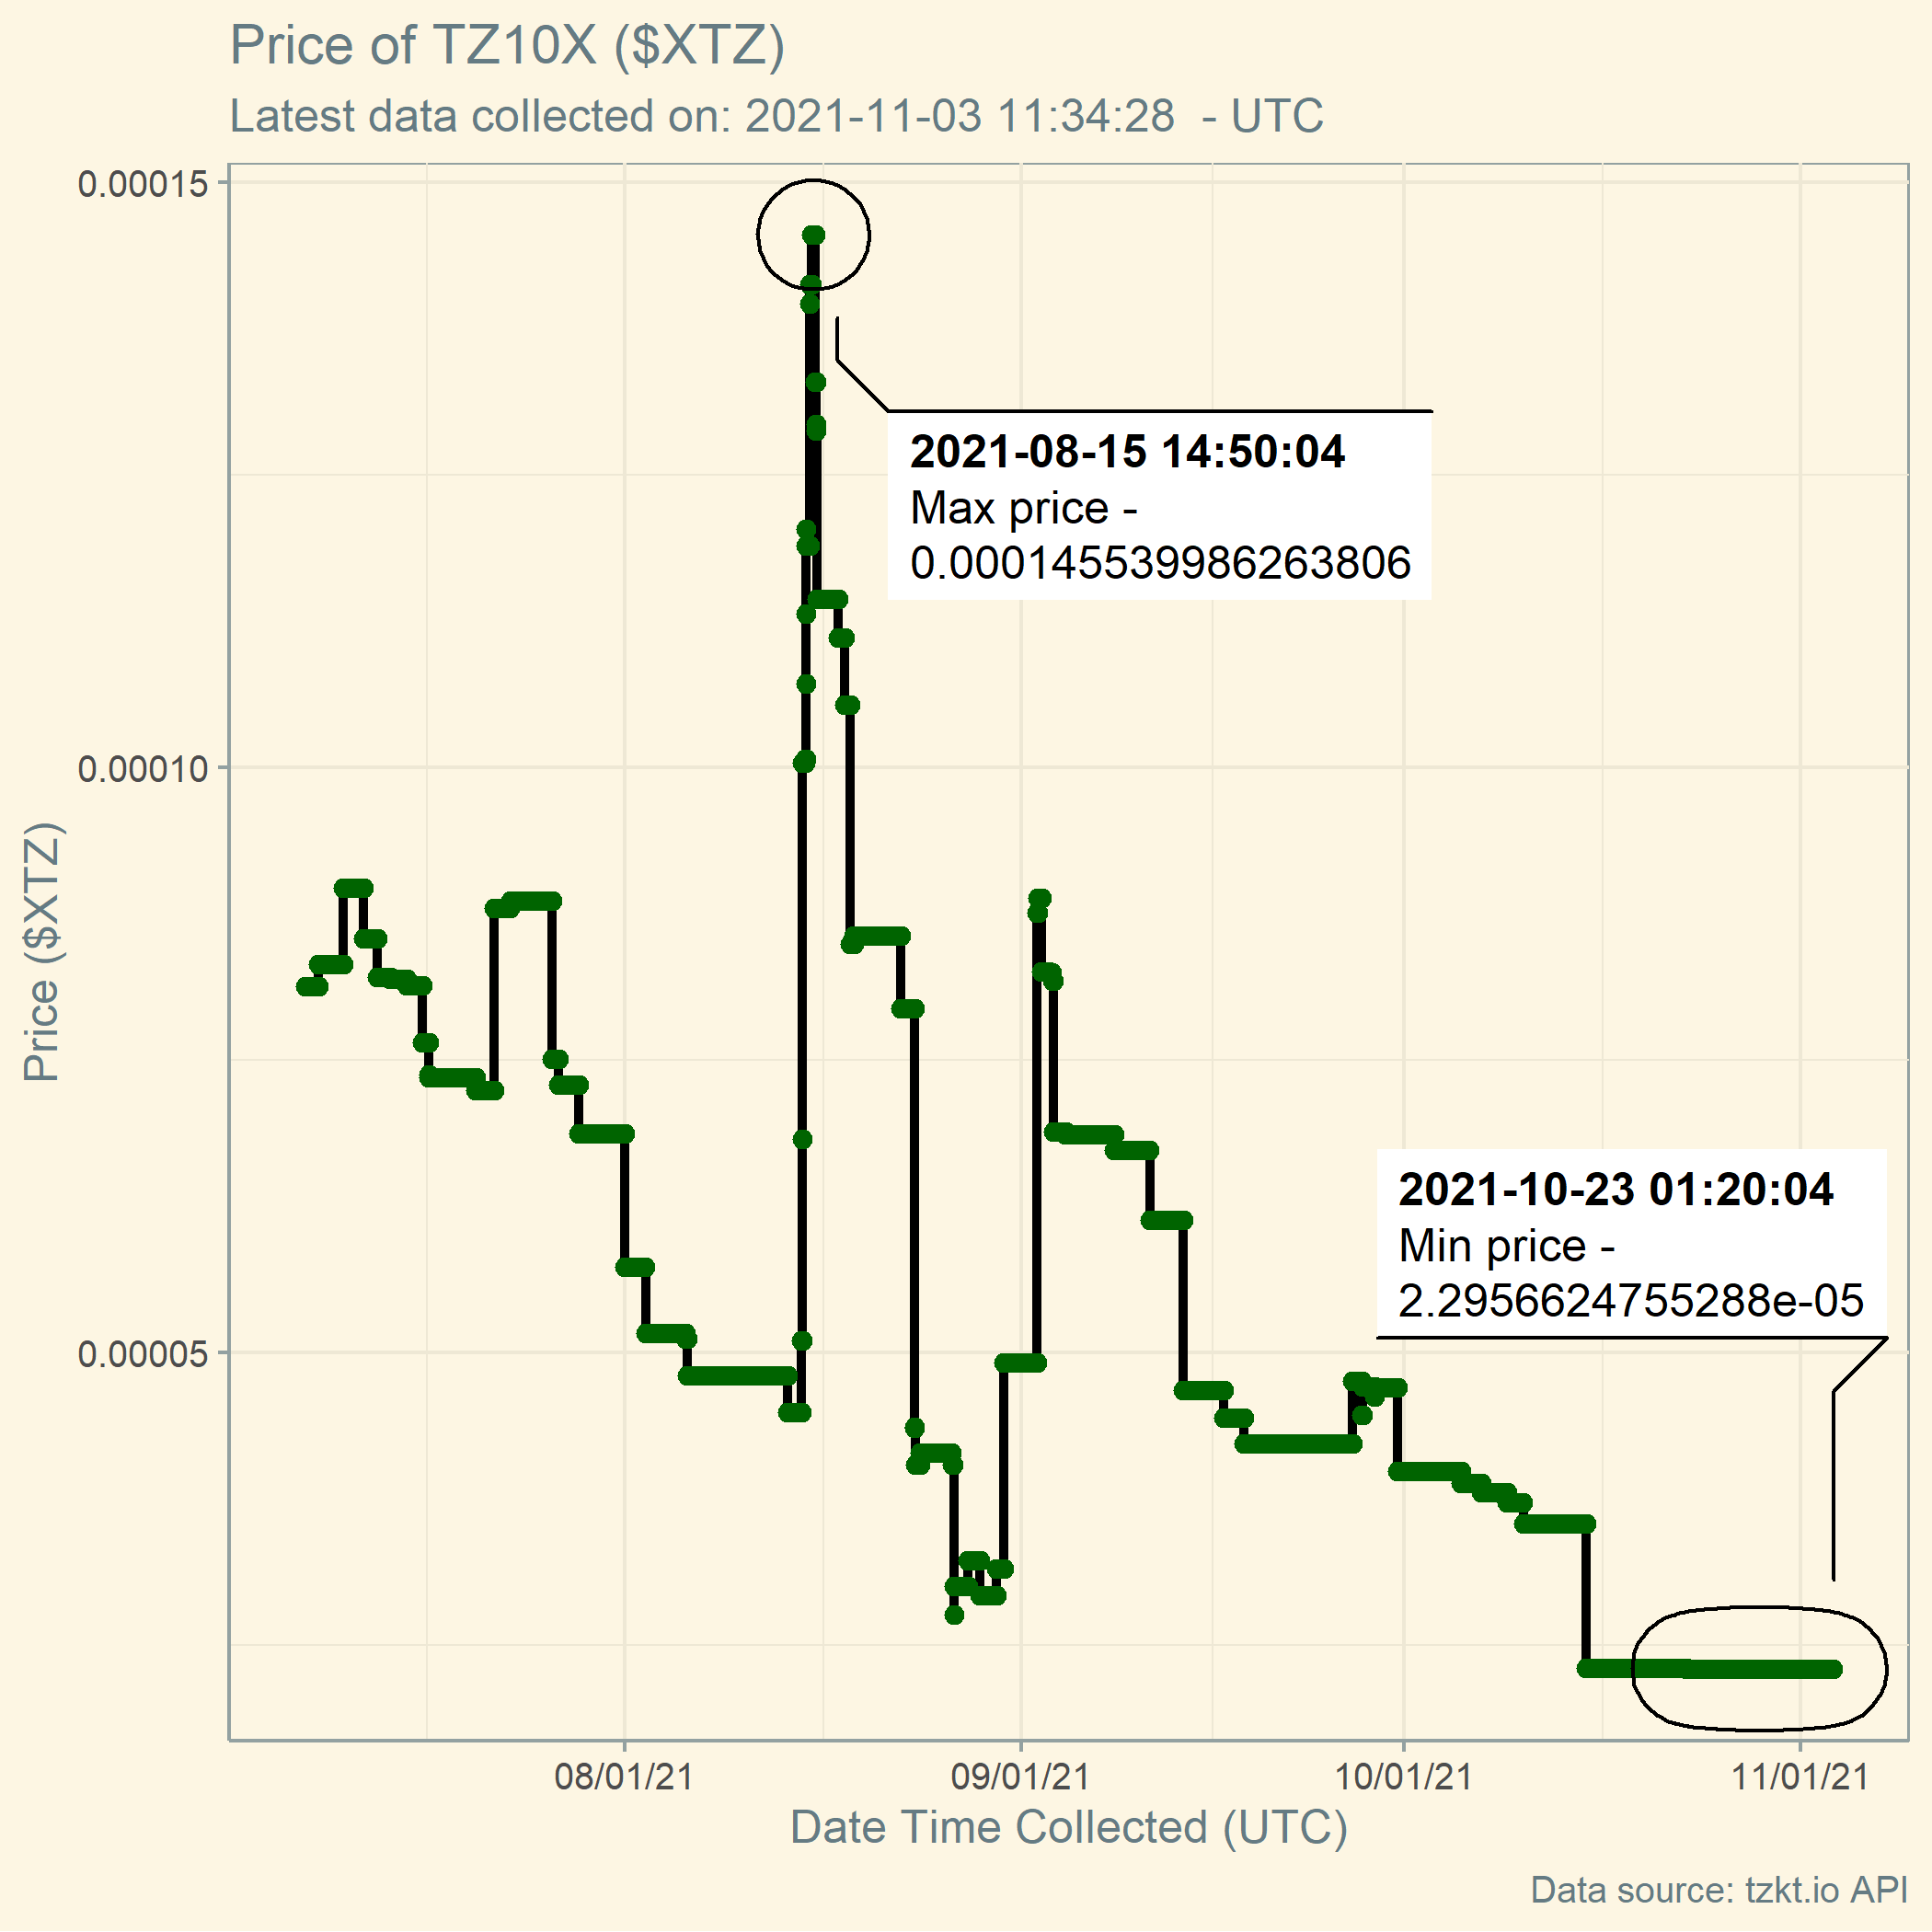 Price of TZ10X ($XTZ)
Latest data collected on: 2021-11-03 11:34:28  - UTC
0.00015
0.00010
0.00005
Price ($XTZ)
2021-08-15 14:50:04
Max price -
0.000145539986263806
2021-10-23 01:20:04
Min price -
2.2956624755288e-05
08/01/21
09/01/21
10/01/21
11/01/21
Date Time Collected (UTC)
Data source: tzkt.io API